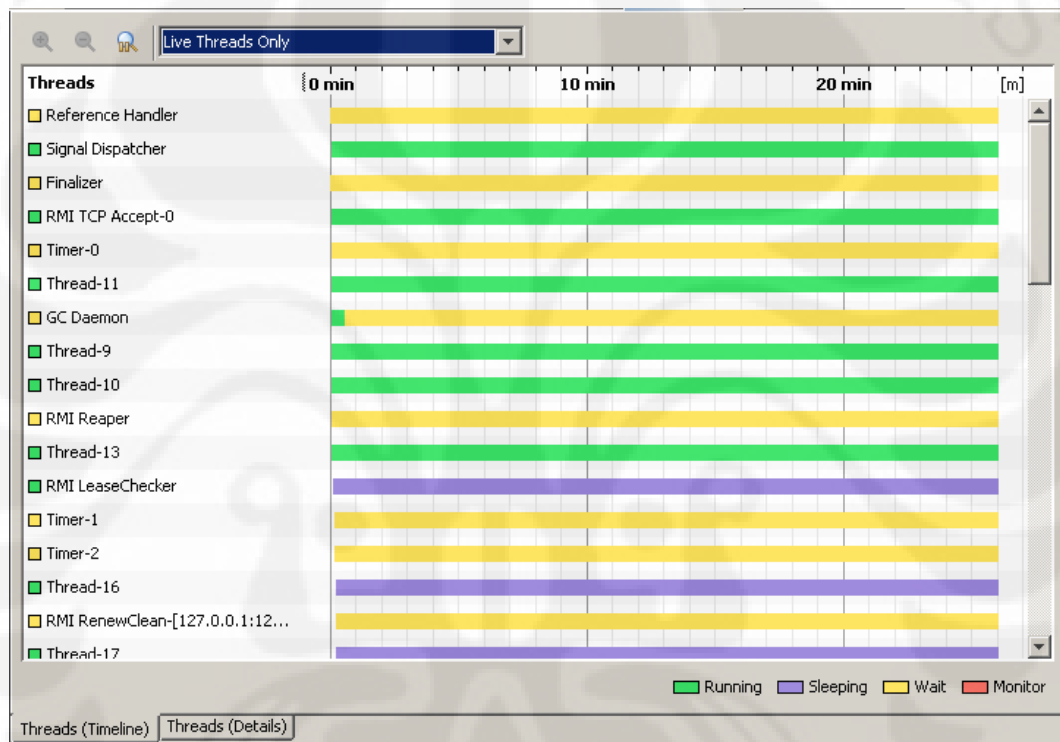 Live Threads Only
Threads 0 min 10 min 20 min [m]
Reference Handler
Signal Dispatcher
Finalizer
RMI TCP Accept-0
Timer-0
Thread-11
GC Daemon
Thread-9
Thread-10
RMI Reaper
Thread-13
RMI LeaseChecker
Timer-1
Timer-2
Thread-16
RMI RenewClean-[127.0.0.1:12...
Thread-17
Running Sleeping Wait Monitor
Threads (Timeline) Threads (Details)